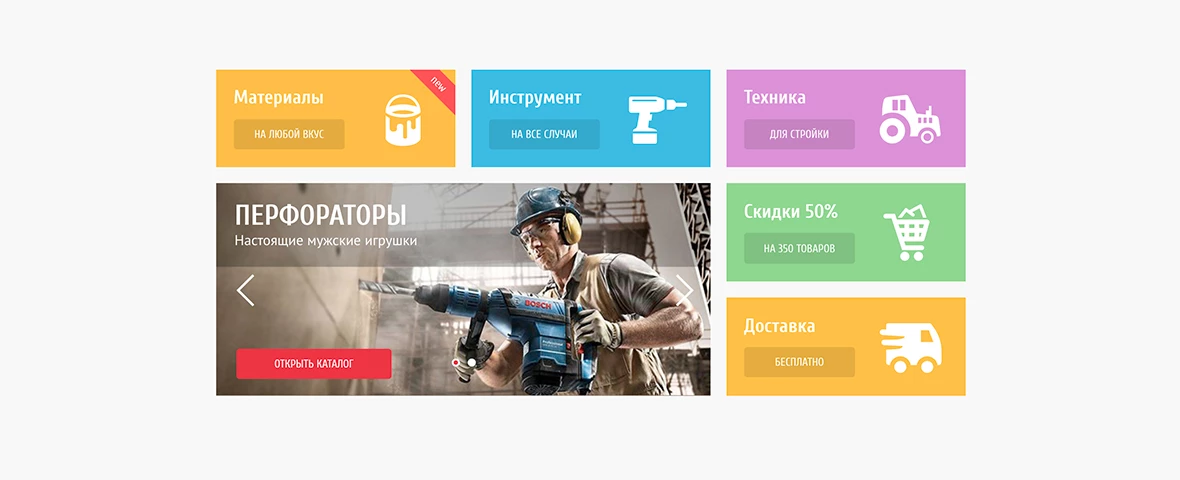 Материалы
НА ЛЮБОЙ ВКУС
new
Инструмент
НА ВСЕ СЛУЧАИ
Техника
ДЛЯ СТРОЙКИ
ПЕРФОРАТОРЫ
Настоящие мужские игрушки
BOSCH
ОТКРЫТЬ КАТАЛОГ
Скидки 50%
НА 350 ТОВАРОВ
Доставка
БЕСПЛАТНО